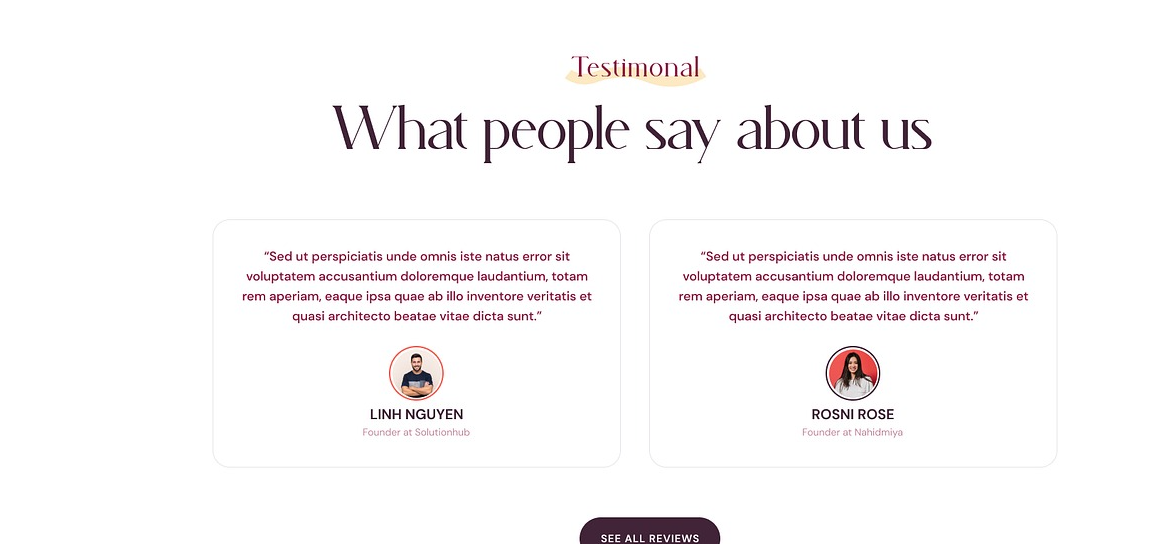 Testimonal
What people say about us
“Sed ut perspiciatis unde omnis iste natus error sit
voluptatem accusantium doloremque laudantium, totam
rem aperiam, eaque ipsa quae ab illo inventore veritatis et
quasi architecto beatae vitae dicta sunt.”
LINH NGUYEN
Founder at Solutionhub
“Sed ut perspiciatis unde omnis iste natus error sit
voluptatem accusantium doloremque laudantium, totam
rem aperiam, eaque ipsa quae ab illo inventore veritatis et
quasi architecto beatae vitae dicta sunt.”
ROSNI ROSE
Founder at Nahidmiya
SEE ALL REVIEWS